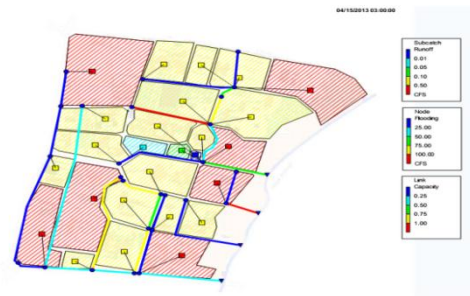 04/15/2013 03:00:00
Subcatch
Runoff
0.01
0.05
0.10
0.50
CFS
Node
Flooding
25.00
50.00
75.00
100.00
CFS
Link
Capacity
0.25
0.50
0.75
1.00